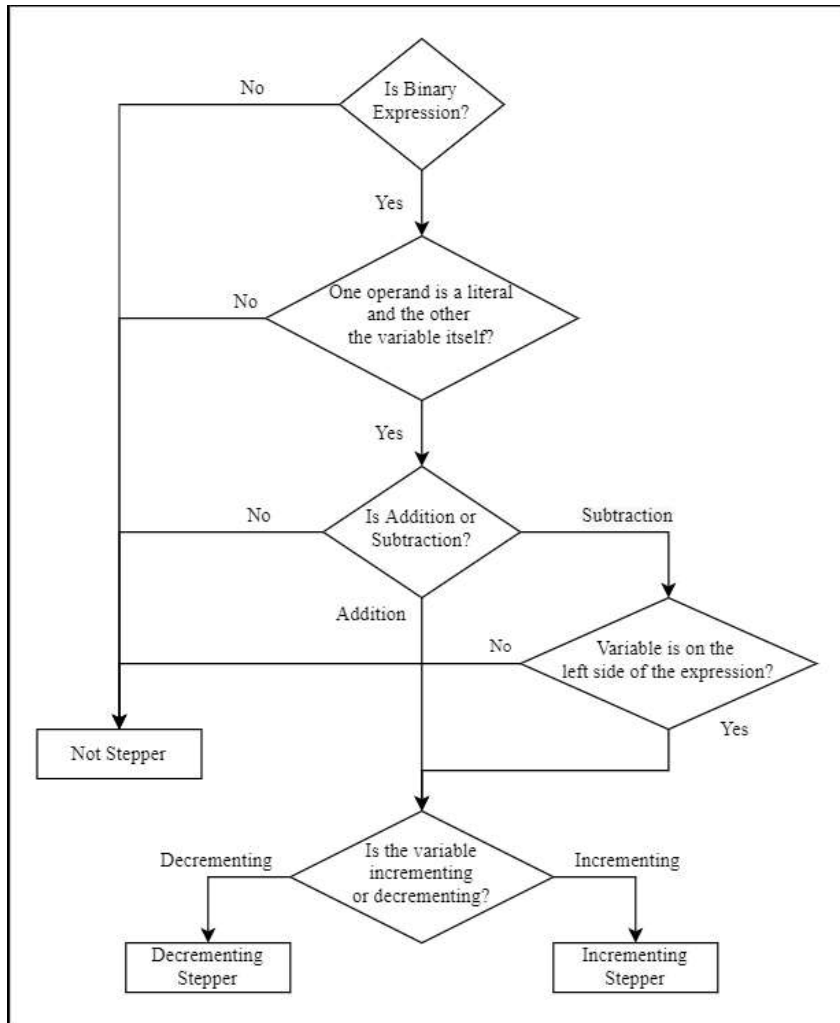 No
Is Binary
Expression?
Yes
No
One operand is a literal
and the other
the variable itself?
Yes
No
Is Addition or
Subtraction?
Subtraction
Addition
No
Variable is on the
left side of the expression?
Yes
Not Stepper
Decrementing
Is the variable
incrementing
or decrementing?
Incrementing
Decrementing
Stepper
Incrementing
Stepper